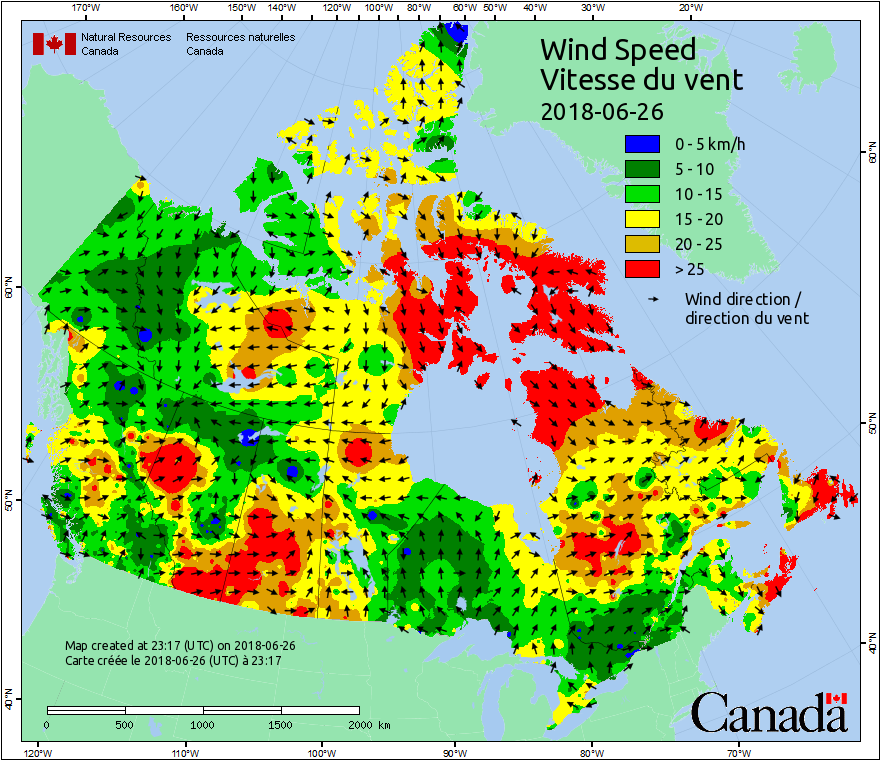 170°W 160°W 150°W 140°W 130°W 120°W 110°W 100°W 90°W 80°W 60°W 50°W 40°W 30°W 20°W
Natural Resources Ressources naturelles
Canada Canada
Wind Speed
Vitesse du vent
2018-06-26
0 - 5 km/h
5 - 10
10 - 15
15 - 20
20 - 25
> 25
Wind direction /
direction du vent
60°N
60°N
50°N
50°N
40°N
40°N
Map created at 23:17 (UTC) on 2018-06-26
Carte créée le 2018-06-26 (UTC) à 23:17
0 500 1000 1500 2000 km
Canada
120°W 110°W 100°W 90°W 80°W 70°W